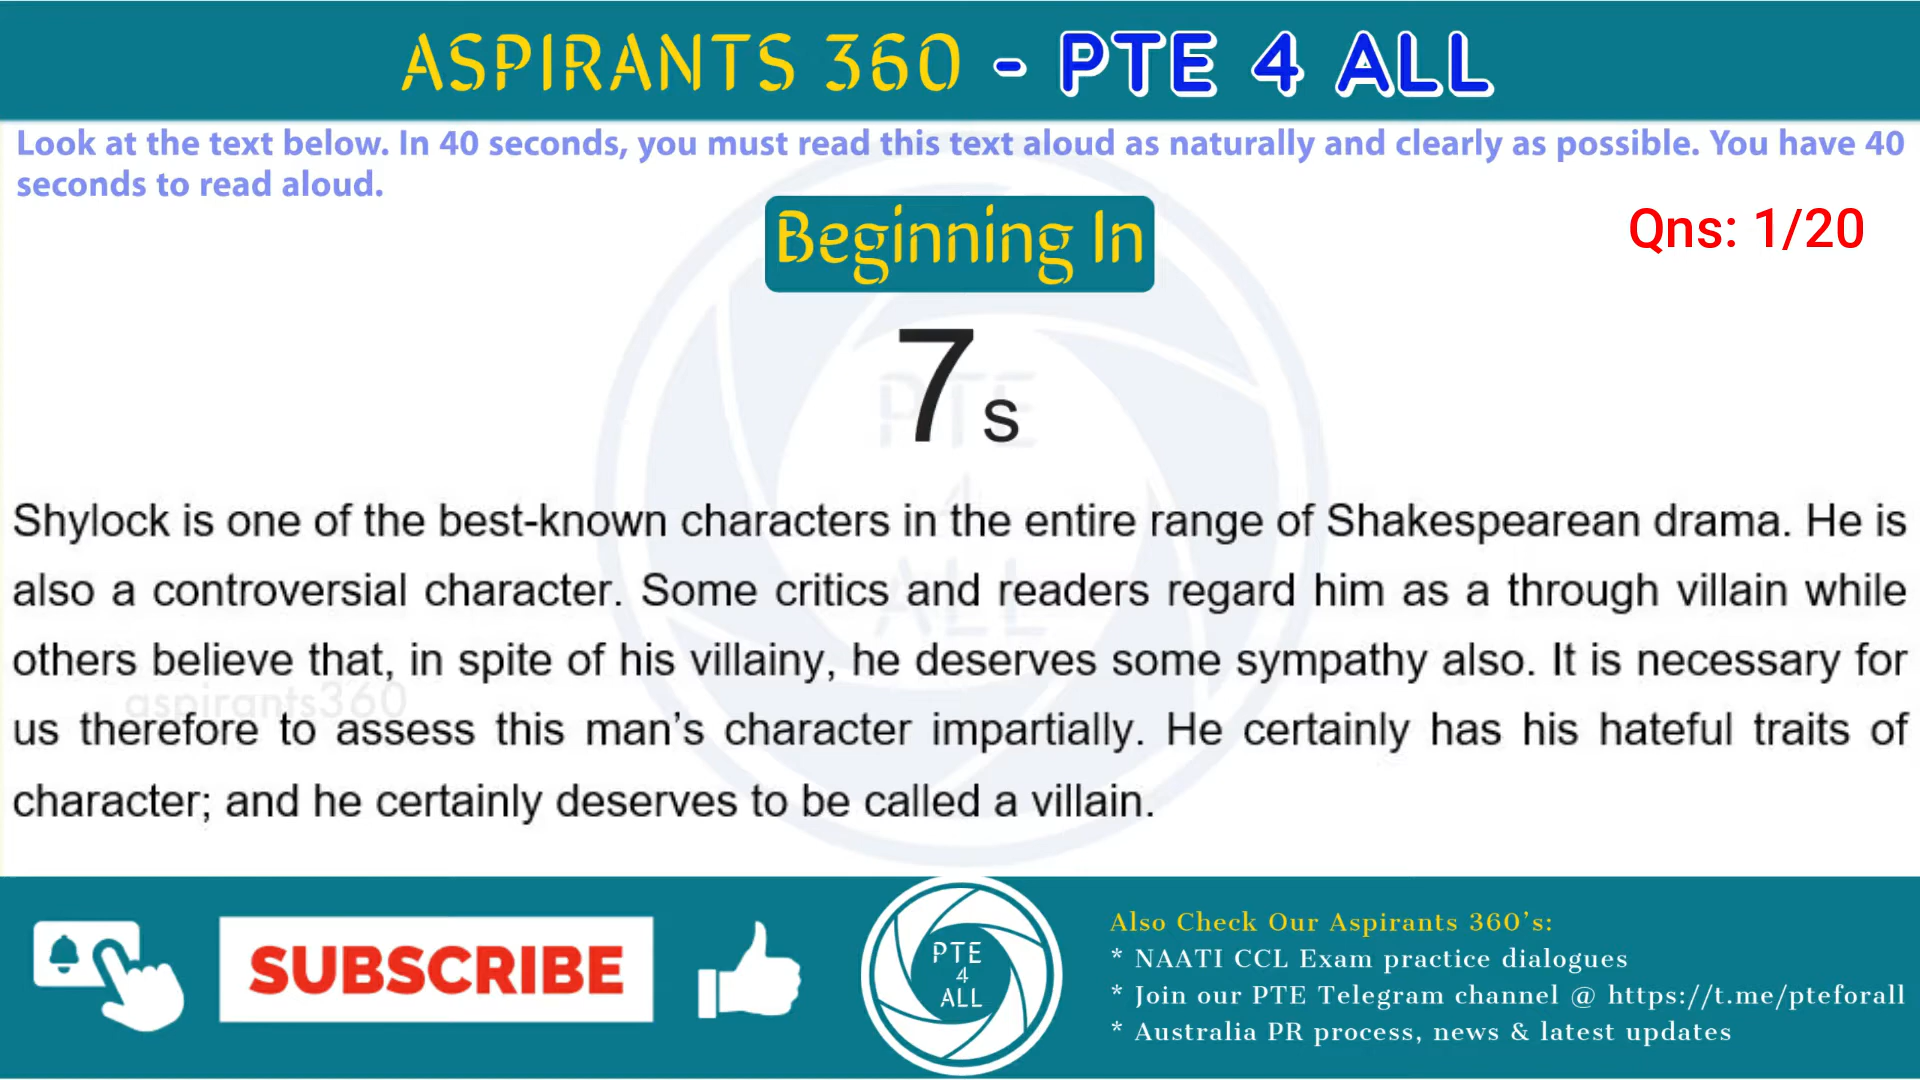 ASPIRANTS 360 - PTE 4 ALL
Look at the text below. In 40 seconds, you must read this text aloud as naturally and clearly as possible. You have 40
seconds to read aloud.
Beginning In
Qns: 1/20
7 s
PTE
4
ALL
Shylock is one of the best-known characters in the entire range of Shakespearean drama. He is
also a controversial character. Some critics and readers regard him as a through villain while
others believe that, in spite of his villainy, he deserves some sympathy also. It is necessary for
aspirants360
us therefore to assess this man’s character impartially. He certainly has his hateful traits of
character; and he certainly deserves to be called a villain.
SUBSCRIBE
PTE
4
ALL
Also Check Our Aspirants 360’s:
* NAATI CCL Exam practice dialogues
* Join our PTE Telegram channel @ https://t.me/pteforall
* Australia PR process, news & latest updates